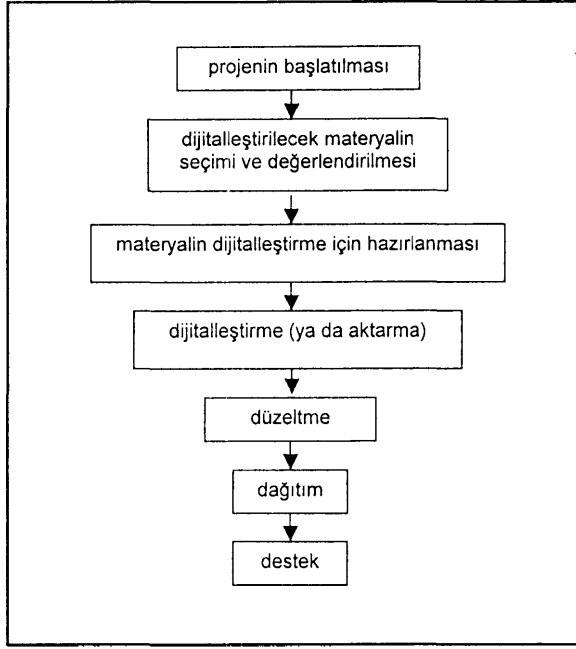 projenin başlatılması
dijitalleştirilecek materyalin
seçimi ve değerlendirilmesi
materyalin dijitalleştirme için hazırlanması
dijitalleştirme (ya da aktarma)
düzeltme
dağıtım
destek